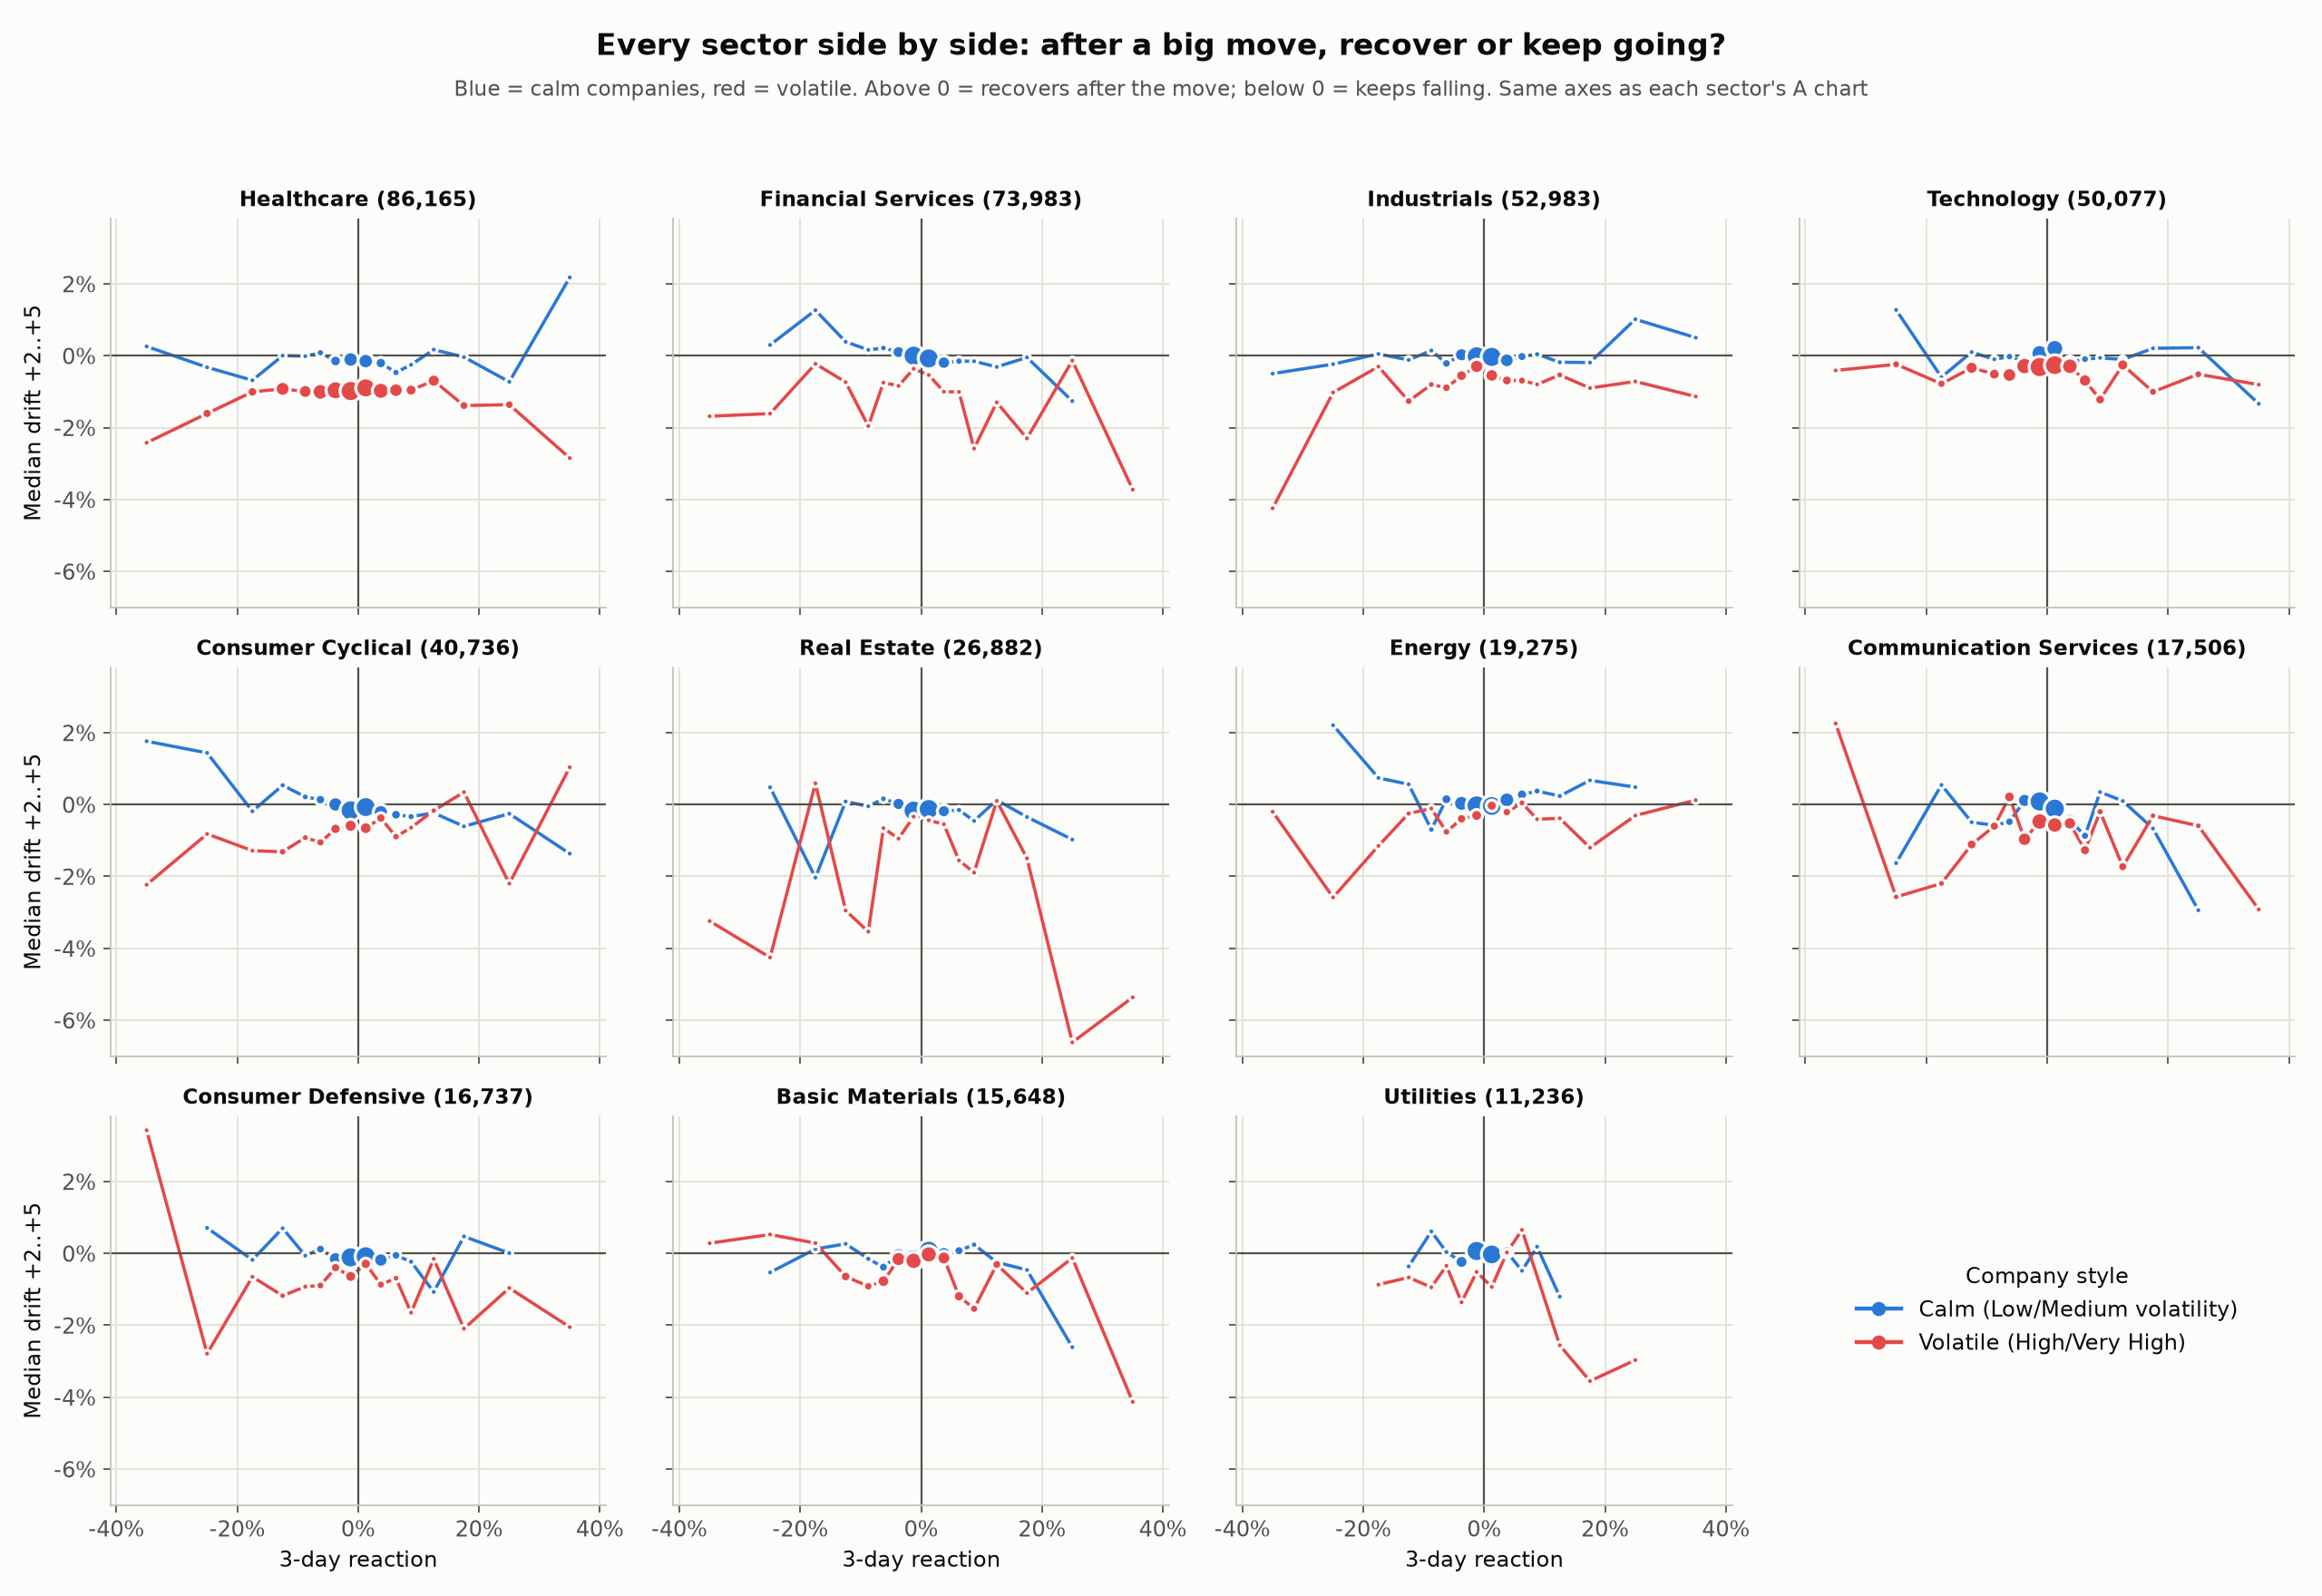 Every sector side by side: after a big move, recover or keep going?
Blue = calm companies, red = volatile. Above 0 = recovers after the move; below 0 = keeps falling. Same axes as each sector's A chart
Healthcare (86,165)
Financial Services (73,983)
Industrials (52,983)
Technology (50,077)
2%
0%
-2%
-4%
-6%
Median drift +2..+5
Consumer Cyclical (40,736)
Real Estate (26,882)
Energy (19,275)
Communication Services (17,506)
2%
0%
-2%
-4%
-6%
Median drift +2..+5
Consumer Defensive (16,737)
Basic Materials (15,648)
Utilities (11,236)
2%
0%
-2%
-4%
-6%
Median drift +2..+5
Company style
Calm (Low/Medium volatility)
Volatile (High/Very High)
-40% -20% 0% 20% 40%
-40% -20% 0% 20% 40%
-40% -20% 0% 20% 40%
3-day reaction
3-day reaction
3-day reaction